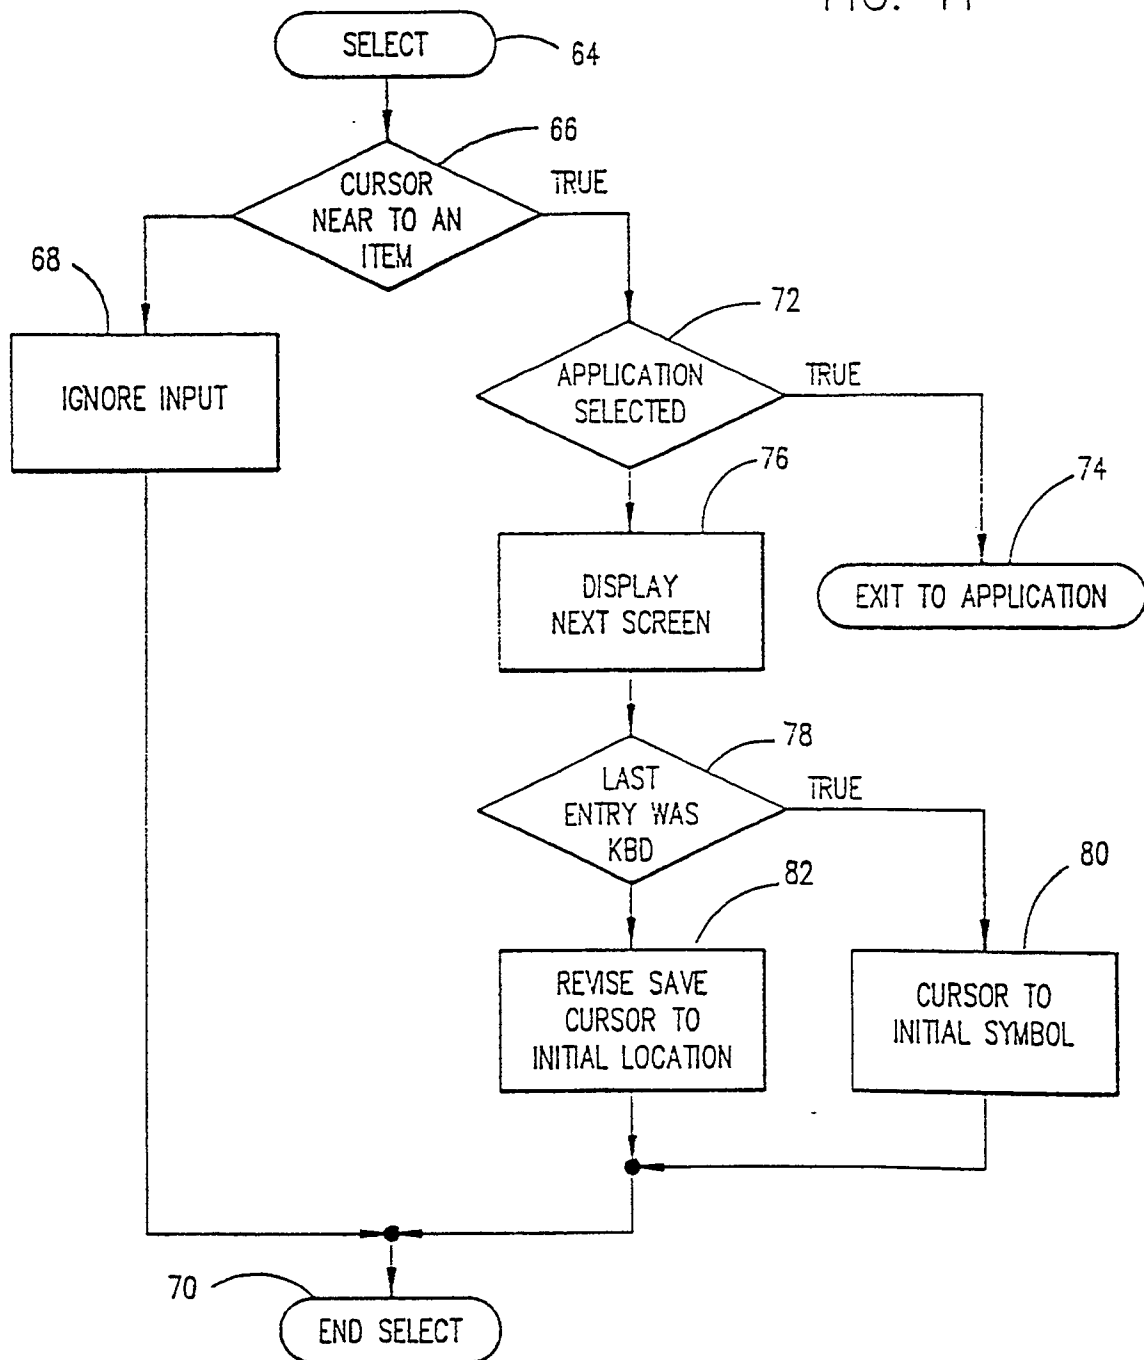 SELECT
64
66
CURSOR
NEAR TO AN
ITEM
TRUE
68
IGNORE INPUT
72
APPLICATION
SELECTED
TRUE
76
74
DISPLAY
NEXT SCREEN
EXIT TO APPLICATION
78
LAST
ENTRY WAS
KBD
TRUE
82
80
REVISE SAVE
CURSOR TO
INITIAL LOCATION
CURSOR TO
INITIAL SYMBOL
70
END SELECT